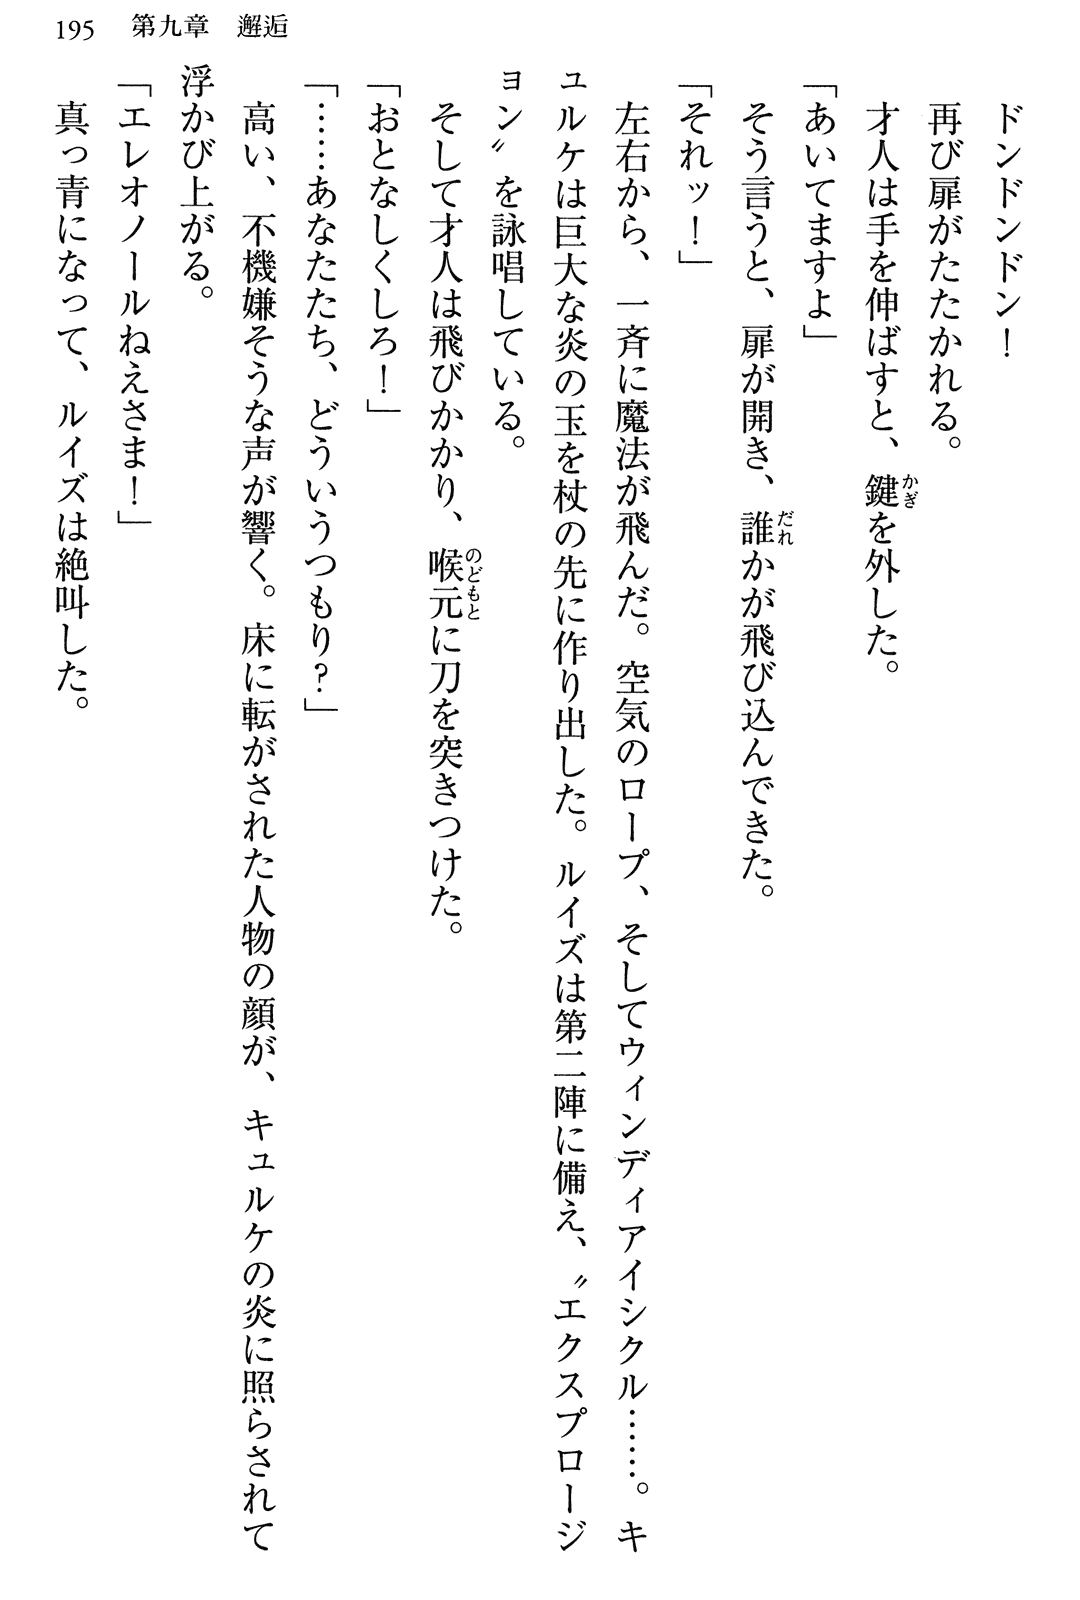 195 第九章 邂逅
ドンドンドン！
再び扉がたたかれる。
才人は手を伸ばすと、鍵を外した。
「あいてますよ」
そう言うと、扉が開き、誰かが飛び込んできた。
「それッ！」
左右から、一斉に魔法が飛んだ。空気のロープ、そしてウィンディアイシクル……。キ
ュルケは巨大な炎の玉を杖の先に作り出した。ルイズは第二陣に備え、〝エクスプロージ
ョン〟を詠唱している。
そして才人は飛びかかり、喉元に刀を突きつけた。
「おとなしくしろ！」
「……あなたたち、どういうつもり？」
高い、不機嫌そうな声が響く。床に転がされた人物の顔が、キュルケの炎に照らされて
浮かび上がる。
「エレオノールねえさま！」
真っ青になって、ルイズは絶叫した。